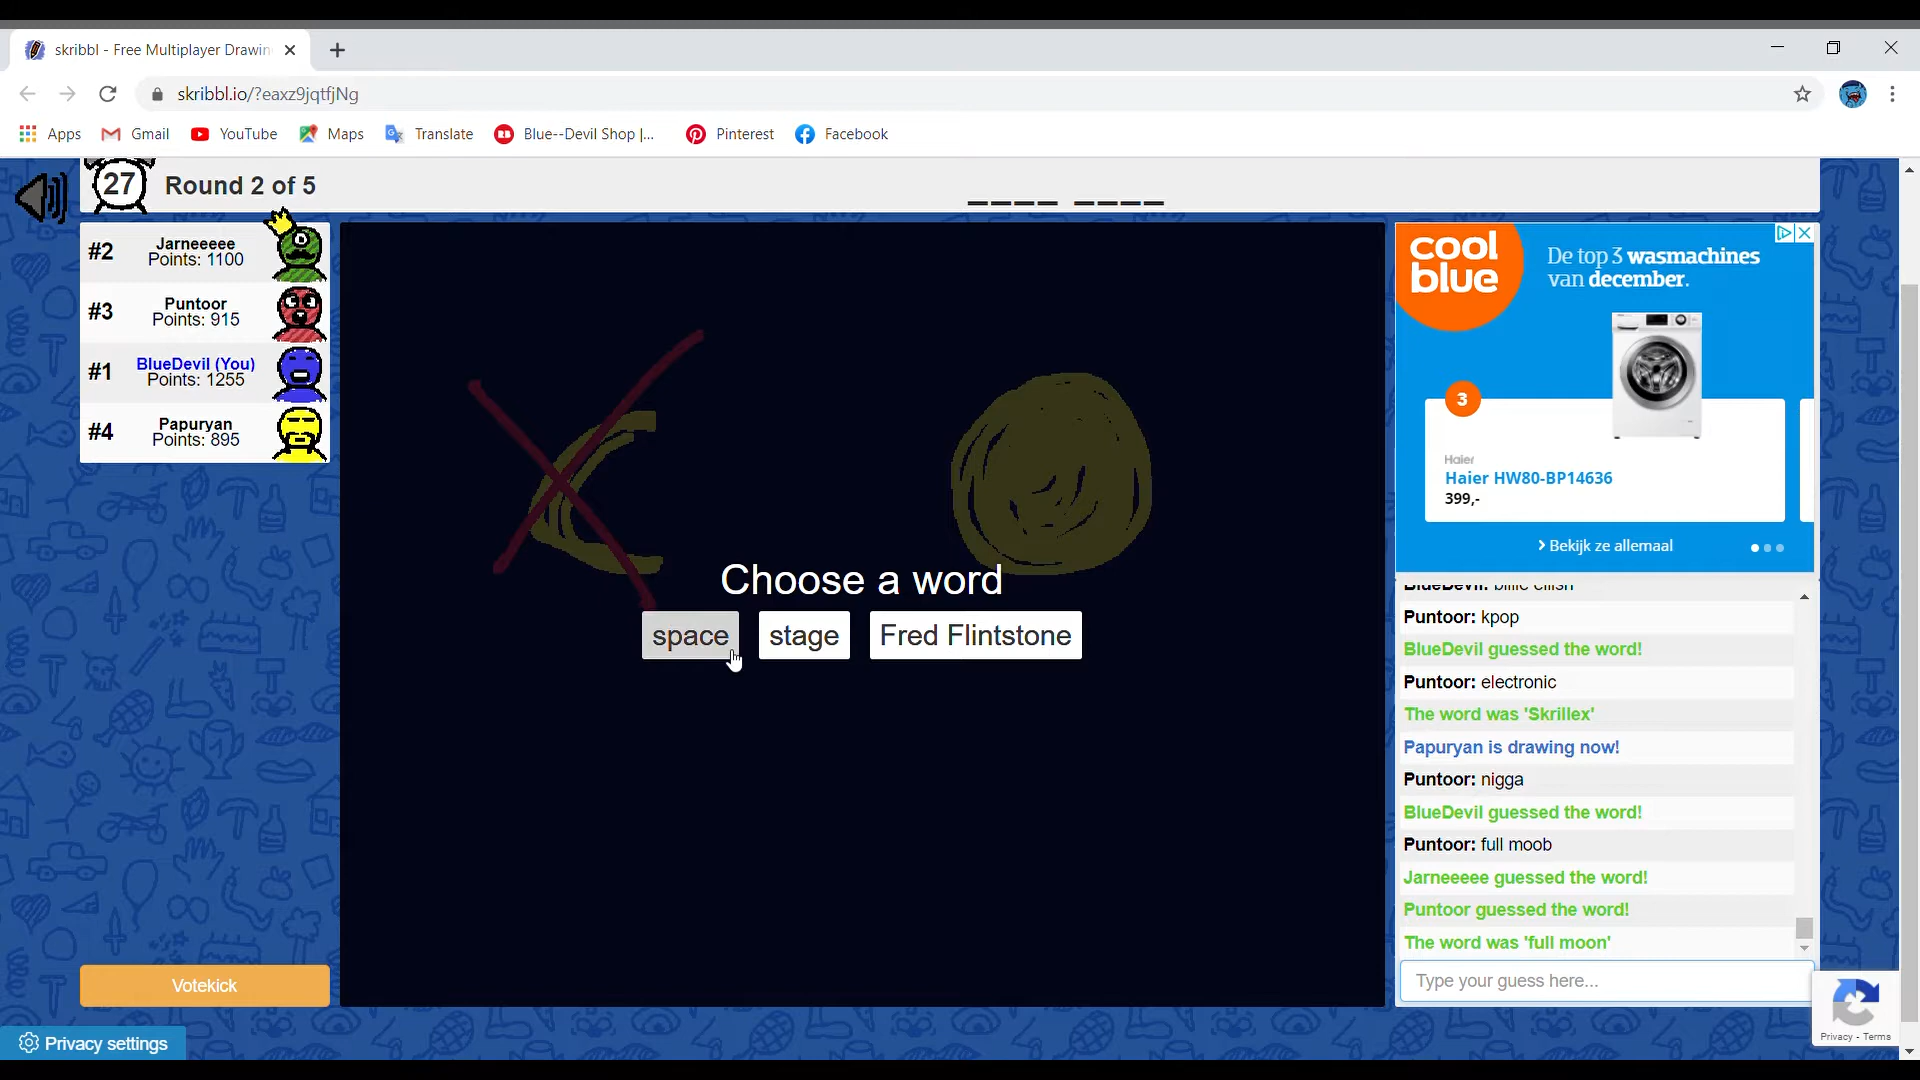 skribbl - Free Multiplayer Drawin
skribbl.io/?eaxz9jqtfjNg
Apps Gmail YouTube Maps Translate Blue--Devil Shop |... Pinterest Facebook
27 Round 2 of 5 ____ ____
#2 Jarneeeee
Points: 1100
#3 Puntoor
Points: 915
#1 BlueDevil (You)
Points: 1255
#4 Papuryan
Points: 895
Votekick
Privacy settings
Choose a word
space stage Fred Flintstone
cool
blue
De top 3 wasmachines
van december.
3
Haier
Haier HW80-BP14636
399,-
> Bekijk ze allemaal
BlueDevil: billie eilish
Puntoor: kpop
BlueDevil guessed the word!
Puntoor: electronic
The word was 'Skrillex'
Papuryan is drawing now!
Puntoor: nigga
BlueDevil guessed the word!
Puntoor: full moob
Jarneeeee guessed the word!
Puntoor guessed the word!
The word was 'full moon'
Type your guess here...
Privacy - Terms